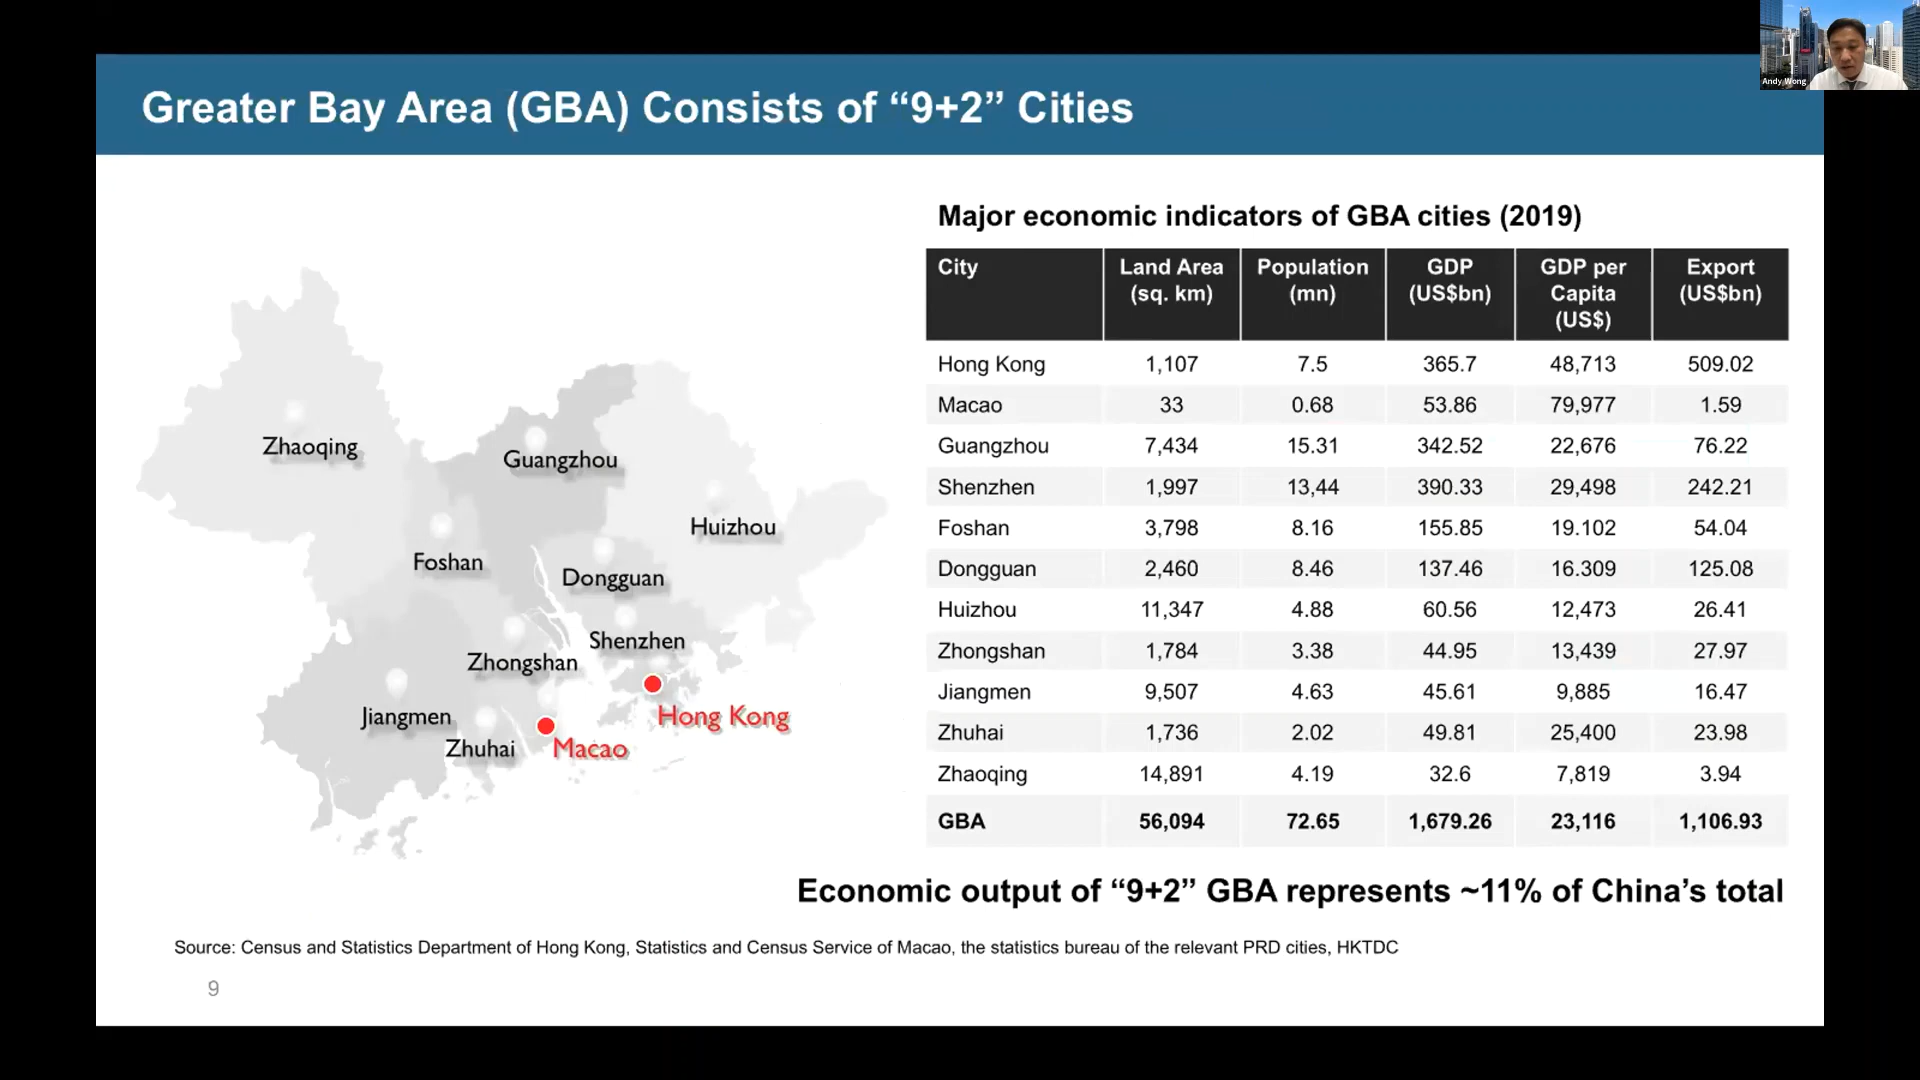 Andy Wong
Greater Bay Area (GBA) Consists of “9+2” Cities
Zhaoqing
Guangzhou
Huizhou
Foshan
Dongguan
Shenzhen
Zhongshan
Jiangmen
Hong Kong
Zhuhai
Macao
Major economic indicators of GBA cities (2019)
City Land Area (sq. km) Population (mn) GDP (US$bn) GDP per Capita (US$) Export (US$bn)
Hong Kong 1,107 7.5 365.7 48,713 509.02
Macao 33 0.68 53.86 79,977 1.59
Guangzhou 7,434 15.31 342.52 22,676 76.22
Shenzhen 1,997 13,44 390.33 29,498 242.21
Foshan 3,798 8.16 155.85 19.102 54.04
Dongguan 2,460 8.46 137.46 16.309 125.08
Huizhou 11,347 4.88 60.56 12,473 26.41
Zhongshan 1,784 3.38 44.95 13,439 27.97
Jiangmen 9,507 4.63 45.61 9,885 16.47
Zhuhai 1,736 2.02 49.81 25,400 23.98
Zhaoqing 14,891 4.19 32.6 7,819 3.94
GBA 56,094 72.65 1,679.26 23,116 1,106.93
Economic output of “9+2” GBA represents ~11% of China’s total
Source: Census and Statistics Department of Hong Kong, Statistics and Census Service of Macao, the statistics bureau of the relevant PRD cities, HKTDC
9